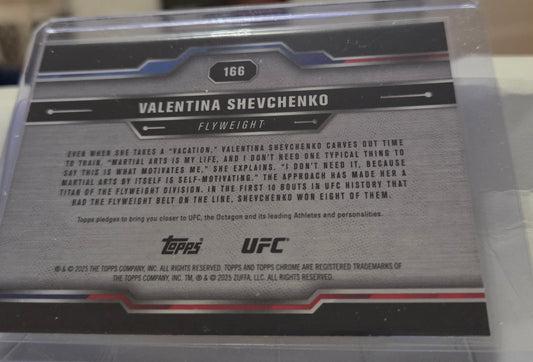 166
VALENTINA SHEVCHENKO
FLYWEIGHT
EVEN WHEN SHE TAKES A "VACATION," VALENTINA SHEVCHENKO CARVES OUT TIME
TO TRAIN. "MARTIAL ARTS IS MY LIFE, AND I DON'T NEED ONE TYPICAL THING TO
SAY THIS IS WHAT MOTIVATES ME," SHE EXPLAINS. "I DON'T NEED IT, BECAUSE
MARTIAL ARTS BY ITSELF IS SELF-MOTIVATING." THE APPROACH HAS MADE HER A
TITAN OF THE FLYWEIGHT DIVISION. IN THE FIRST 10 BOUTS IN UFC HISTORY THAT
HAD THE FLYWEIGHT BELT ON THE LINE, SHEVCHENKO WON EIGHT OF THEM.
Topps pledges to bring you closer to UFC, the Octagon and its leading Athletes and personalities.
Topps UFC
® & © 2025 THE TOPPS COMPANY, INC. ALL RIGHTS RESERVED. TOPPS AND TOPPS CHROME ARE REGISTERED TRADEMARKS OF
THE TOPPS COMPANY, INC. TM, ® & © 2025 ZUFFA, LLC. ALL RIGHTS RESERVED.